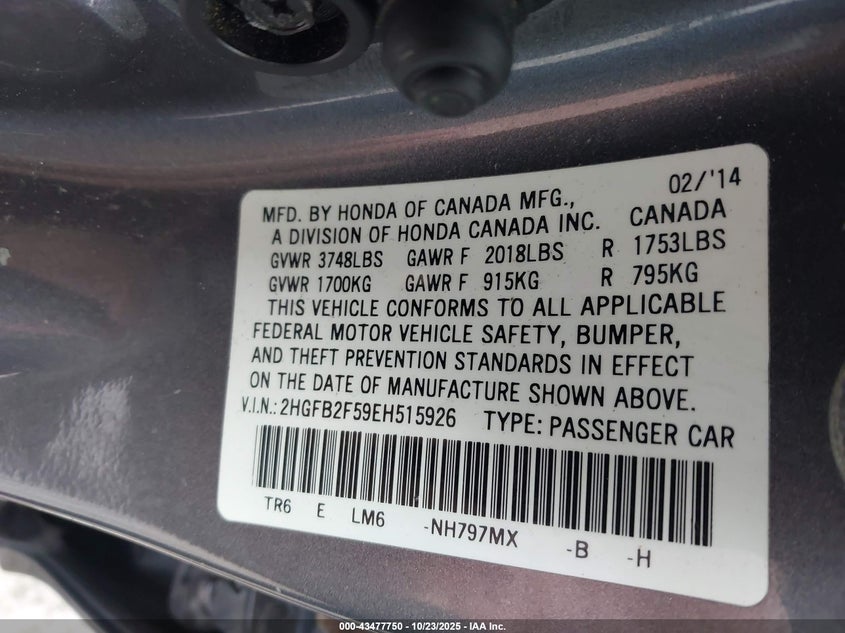 02/'14
MFD. BY HONDA OF CANADA MFG.,
A DIVISION OF HONDA CANADA INC. CANADA
GVWR 3748LBS GAWR F 2018LBS R 1753LBS
GVWR 1700KG GAWR F 915KG R 795KG
THIS VEHICLE CONFORMS TO ALL APPLICABLE
FEDERAL MOTOR VEHICLE SAFETY, BUMPER,
AND THEFT PREVENTION STANDARDS IN EFFECT
ON THE DATE OF MANUFACTURE SHOWN ABOVE.
V.I.N.: 2HGFB2F59EH515926 TYPE: PASSENGER CAR
TR6 E LM6 -NH797MX -B -H
000-43477750 | 10/23/2025 - IAA Inc.